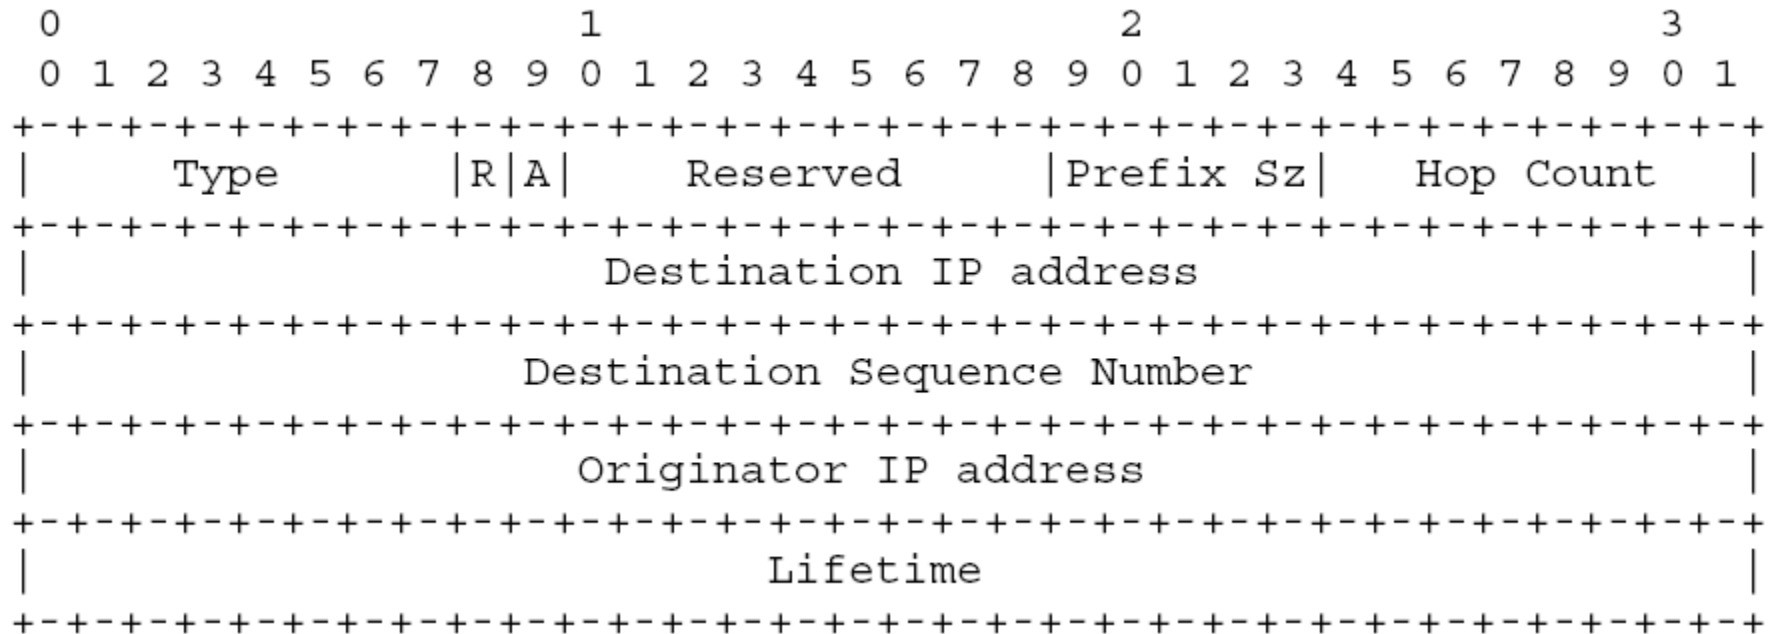 0                   1                   2                   3
 0 1 2 3 4 5 6 7 8 9 0 1 2 3 4 5 6 7 8 9 0 1 2 3 4 5 6 7 8 9 0 1
+-+-+-+-+-+-+-+-+-+-+-+-+-+-+-+-+-+-+-+-+-+-+-+-+-+-+-+-+-+-+-+-+
|     Type      |R|A|    Reserved     |Prefix Sz|   Hop Count   |
+-+-+-+-+-+-+-+-+-+-+-+-+-+-+-+-+-+-+-+-+-+-+-+-+-+-+-+-+-+-+-+-+
|                     Destination IP address                    |
+-+-+-+-+-+-+-+-+-+-+-+-+-+-+-+-+-+-+-+-+-+-+-+-+-+-+-+-+-+-+-+-+
|                  Destination Sequence Number                  |
+-+-+-+-+-+-+-+-+-+-+-+-+-+-+-+-+-+-+-+-+-+-+-+-+-+-+-+-+-+-+-+-+
|                    Originator IP address                      |
+-+-+-+-+-+-+-+-+-+-+-+-+-+-+-+-+-+-+-+-+-+-+-+-+-+-+-+-+-+-+-+-+
|                           Lifetime                            |
+-+-+-+-+-+-+-+-+-+-+-+-+-+-+-+-+-+-+-+-+-+-+-+-+-+-+-+-+-+-+-+-+